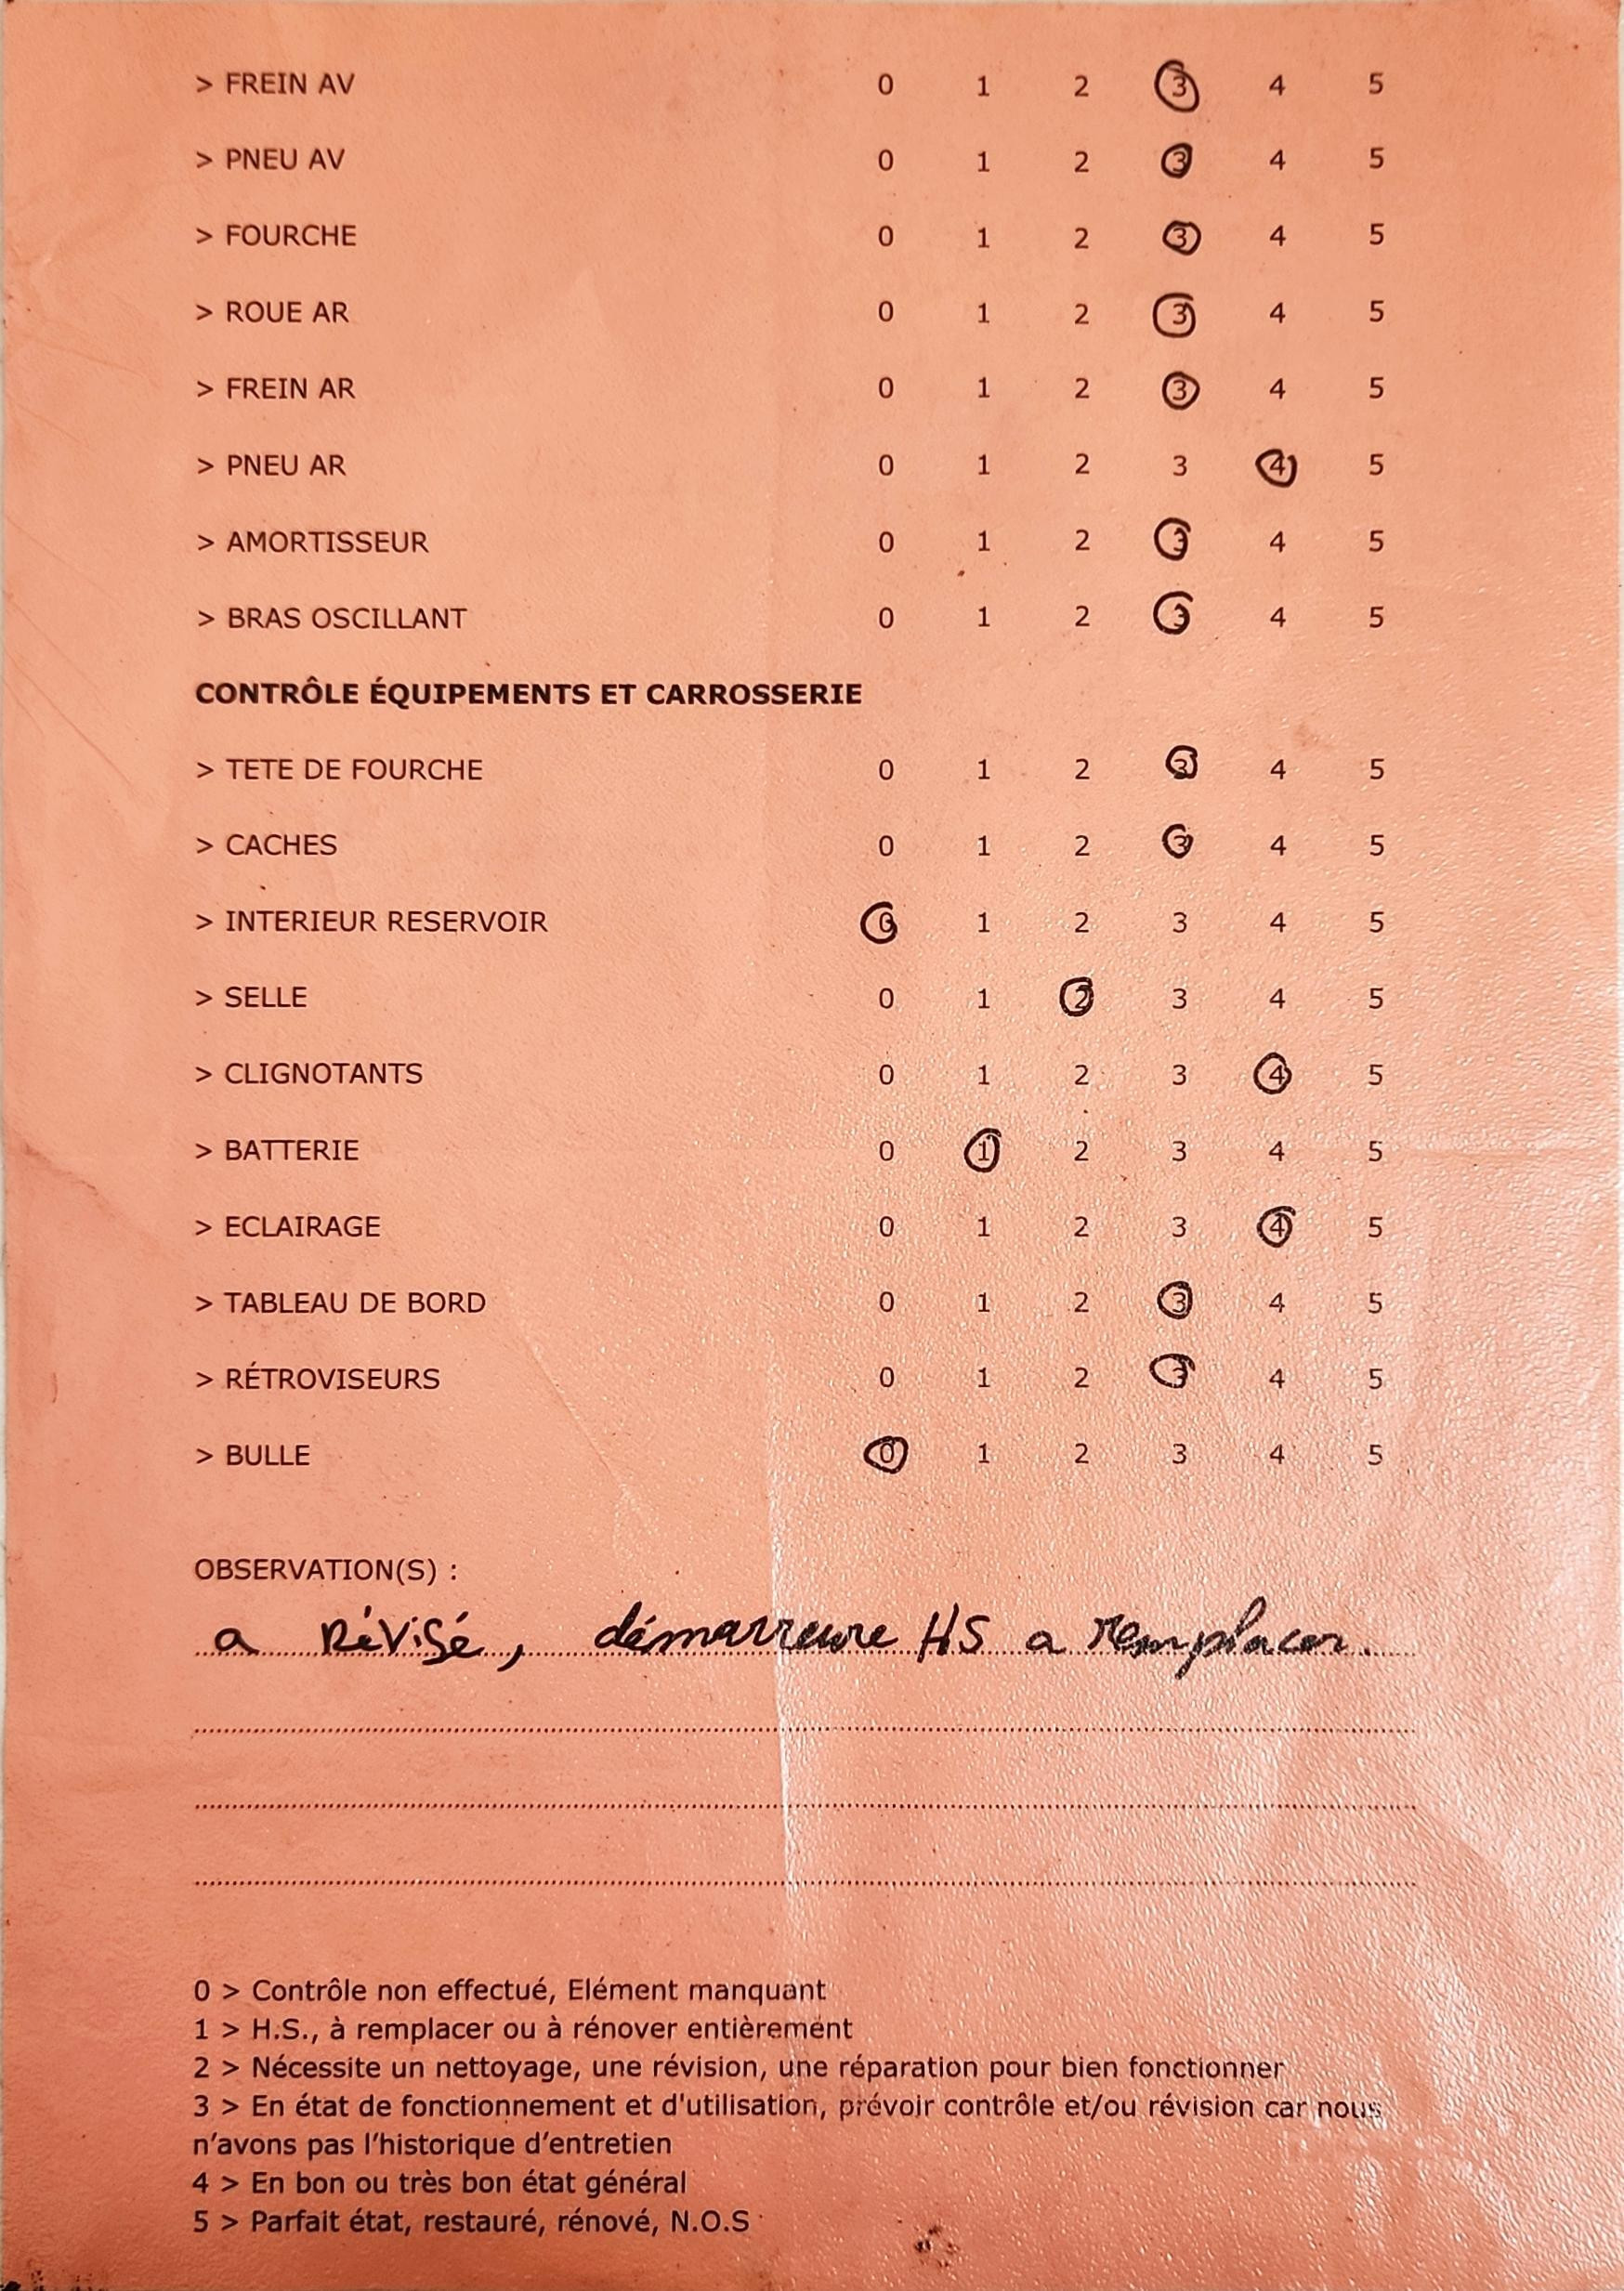 > FREIN AV 0 1 2 3 4 5
> PNEU AV 0 1 2 3 4 5
> FOURCHE 0 1 2 3 4 5
> ROUE AR 0 1 2 3 4 5
> FREIN AR 0 1 2 3 4 5
> PNEU AR 0 1 2 3 4 5
> AMORTISSEUR 0 1 2 3 4 5
> BRAS OSCILLANT 0 1 2 3 4 5
CONTRÔLE ÉQUIPEMENTS ET CARROSSERIE
> TETE DE FOURCHE 0 1 2 3 4 5
> CACHES 0 1 2 3 4 5
> INTERIEUR RESERVOIR 0 1 2 3 4 5
> SELLE 0 1 2 3 4 5
> CLIGNOTANTS 0 1 2 3 4 5
> BATTERIE 0 1 2 3 4 5
> ECLAIRAGE 0 1 2 3 4 5
> TABLEAU DE BORD 0 1 2 3 4 5
> RÉTROVISEURS 0 1 2 3 4 5
> BULLE 0 1 2 3 4 5
OBSERVATION(S) :
a Révisé, démarreure HS a remplacer.
0 > Contrôle non effectué, Elément manquant
1 > H.S., à remplacer ou à rénover entièrement
2 > Nécessite un nettoyage, une révision, une réparation pour bien fonctionner
3 > En état de fonctionnement et d'utilisation, prévoir contrôle et/ou révision car nous
n’avons pas l’historique d’entretien
4 > En bon ou très bon état général
5 > Parfait état, restauré, rénové, N.O.S